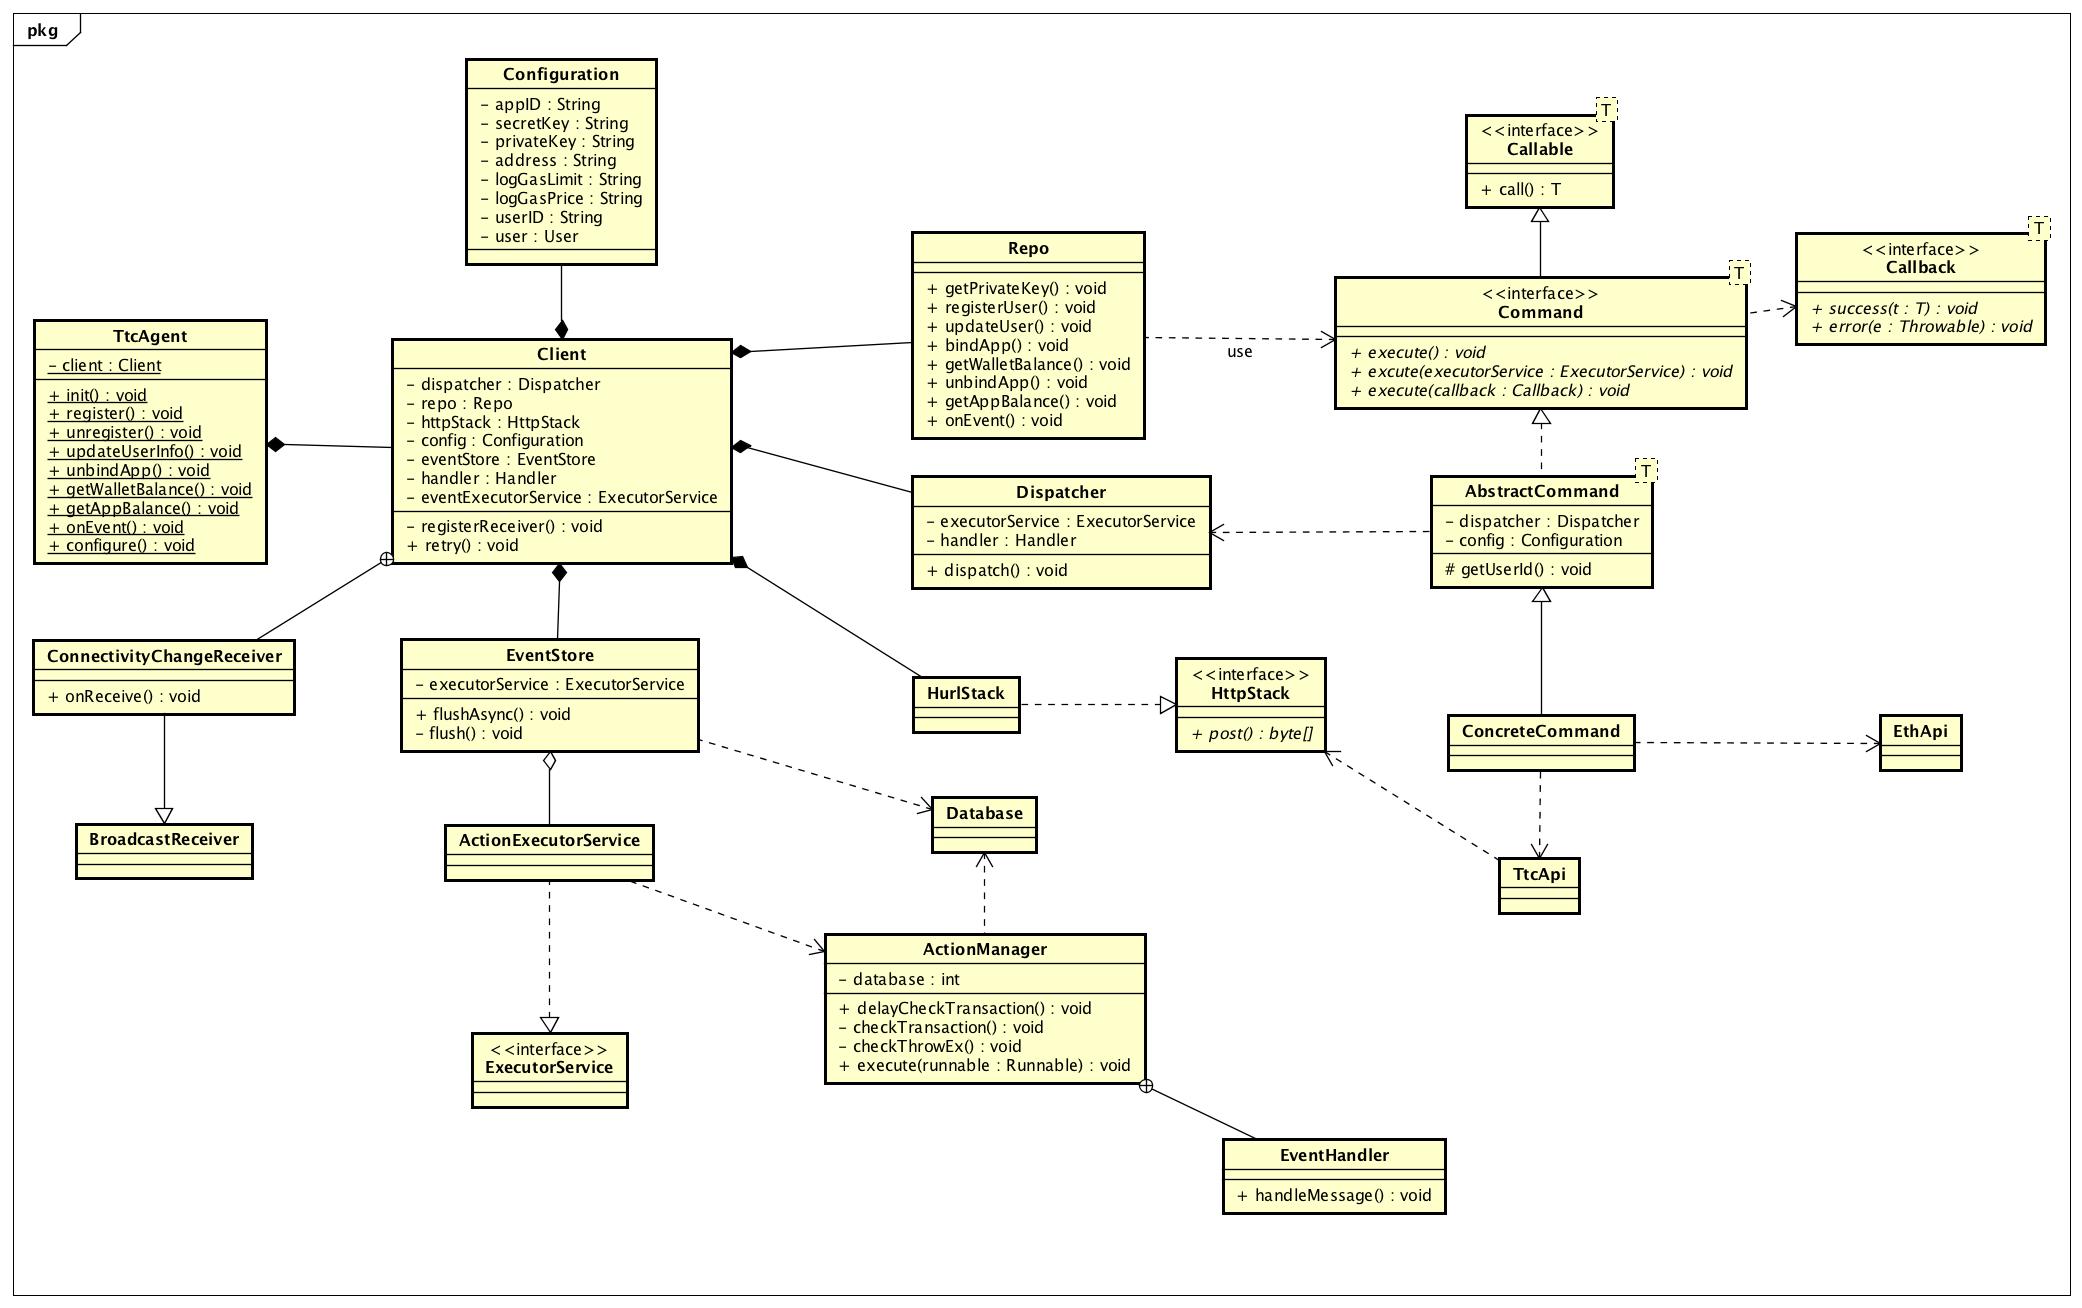 pkg
Configuration
- appID : String
- secretKey : String
- privateKey : String
- address : String
- logGasLimit : String
- logGasPrice : String
- userID : String
- user : User
T
<<interface>>
Callable
+ call() : T
T
<<interface>>
Callback
+ success(t : T) : void
+ error(e : Throwable) : void
Repo
+ getPrivateKey() : void
+ registerUser() : void
+ updateUser() : void
+ bindApp() : void
+ getWalletBalance() : void
+ unbindApp() : void
+ getAppBalance() : void
+ onEvent() : void
use
T
<<interface>>
Command
+ execute() : void
+ excute(executorService : ExecutorService) : void
+ execute(callback : Callback) : void
TtcAgent
- client : Client
+ init() : void
+ register() : void
+ unregister() : void
+ updateUserInfo() : void
+ unbindApp() : void
+ getWalletBalance() : void
+ getAppBalance() : void
+ onEvent() : void
+ configure() : void
Client
- dispatcher : Dispatcher
- repo : Repo
- httpStack : HttpStack
- config : Configuration
- eventStore : EventStore
- handler : Handler
- eventExecutorService : ExecutorService
- registerReceiver() : void
+ retry() : void
Dispatcher
- executorService : ExecutorService
- handler : Handler
+ dispatch() : void
T
AbstractCommand
- dispatcher : Dispatcher
- config : Configuration
# getUserId() : void
ConnectivityChangeReceiver
+ onReceive() : void
EventStore
- executorService : ExecutorService
+ flushAsync() : void
- flush() : void
HurlStack
<<interface>>
HttpStack
+ post() : byte[]
ConcreteCommand
EthApi
BroadcastReceiver
ActionExecutorService
Database
TtcApi
ActionManager
- database : int
+ delayCheckTransaction() : void
- checkTransaction() : void
- checkThrowEx() : void
+ execute(runnable : Runnable) : void
<<interface>>
ExecutorService
EventHandler
+ handleMessage() : void